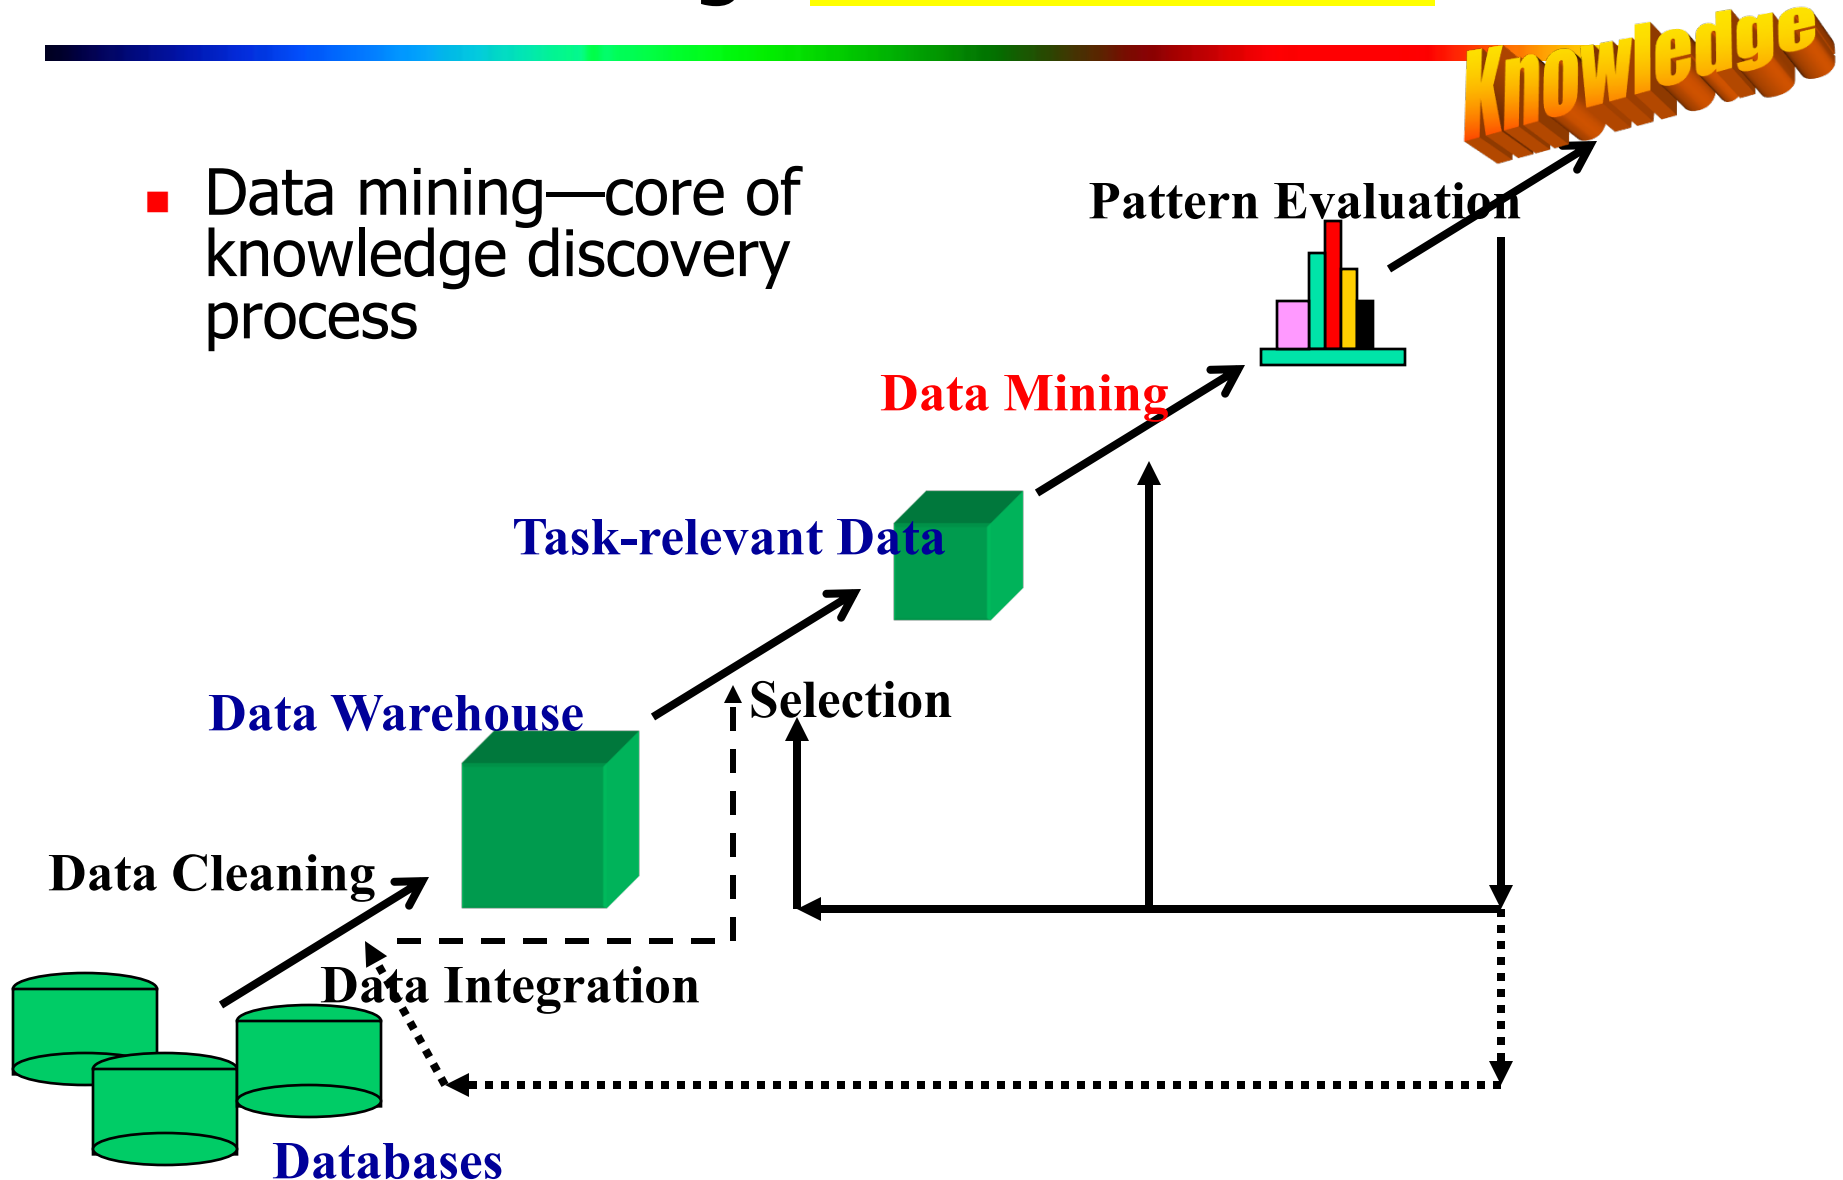 Knowledge
Data mining—core of
knowledge discovery
process
Pattern Evaluation
Data Mining
Task-relevant Data
Selection
Data Warehouse
Data Cleaning
Data Integration
Databases